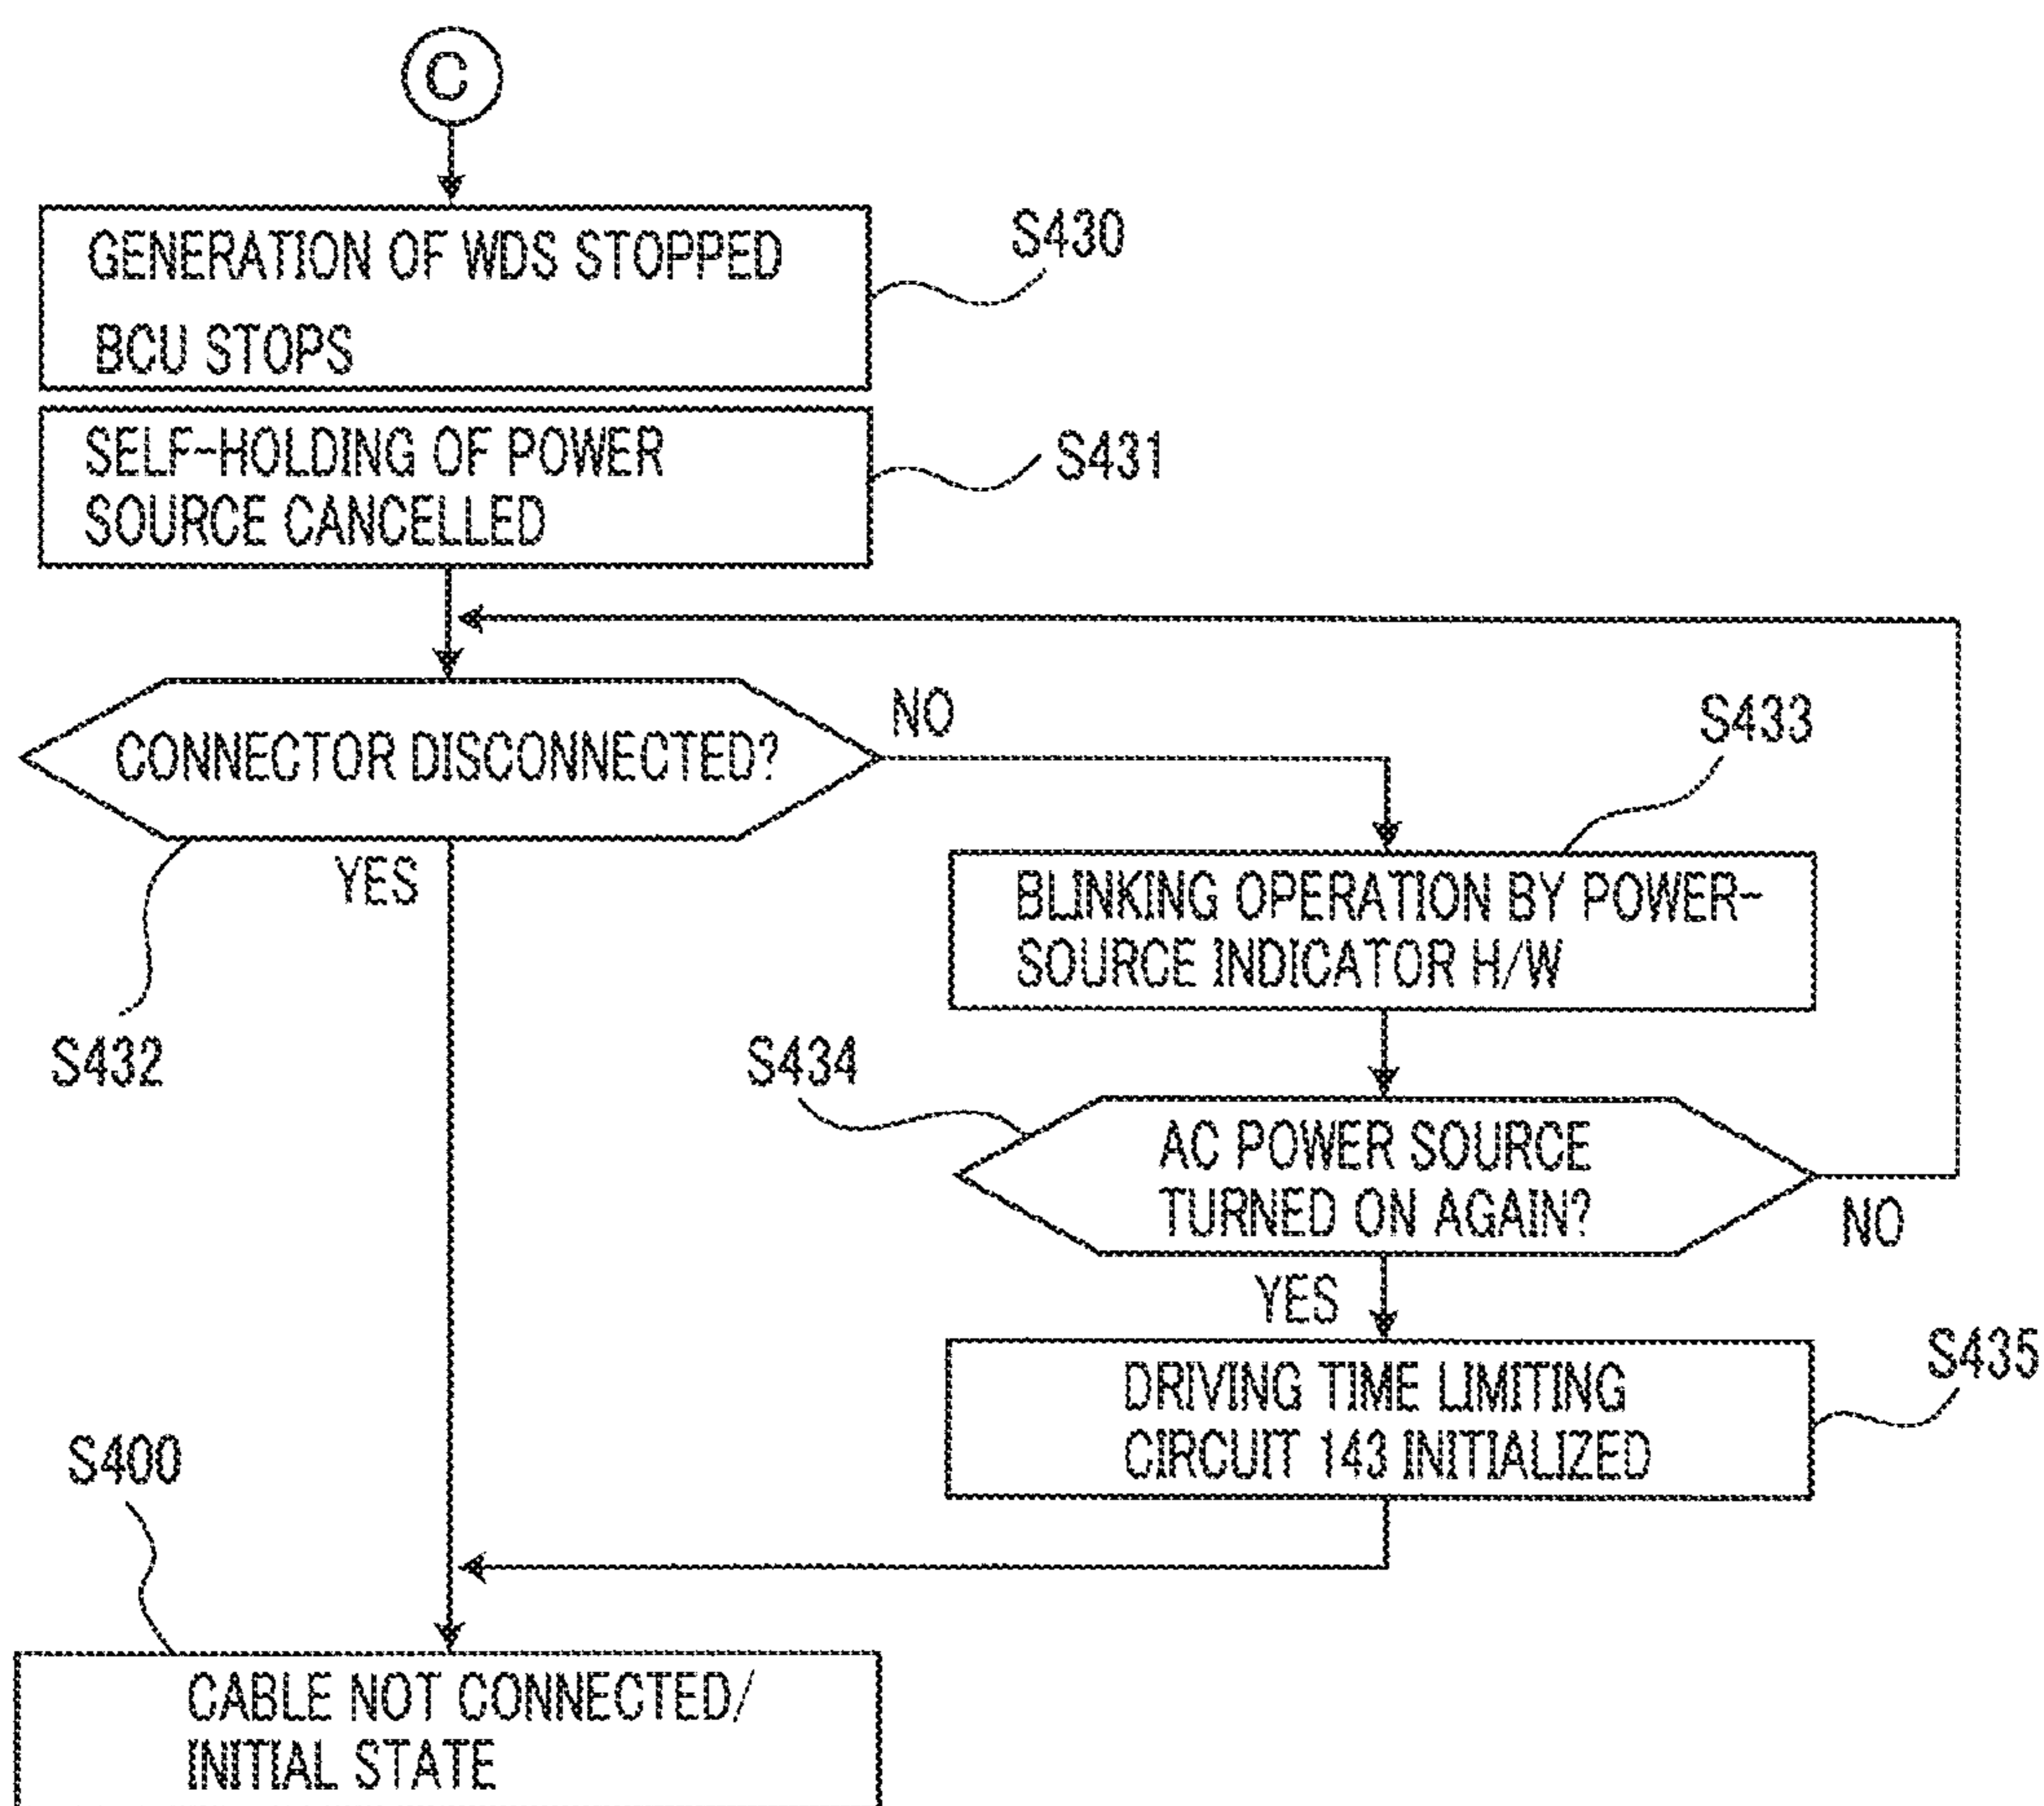 C
GENERATION OF WDS STOPPED
S430
BCU STOPS
SELF-HOLDING OF POWER
S431
SOURCE CANCELLED
NO
S433
CONNECTOR DISCONNECTED?
YES
BLINKING OPERATION BY POWER-
SOURCE INDICATOR H/W
S432
S434
AC POWER SOURCE
TURNED ON AGAIN?
NO
YES
S435
DRIVING TIME LIMITING
CIRCUIT 143 INITIALIZED
S400
CABLE NOT CONNECTED/
INITIAL STATE